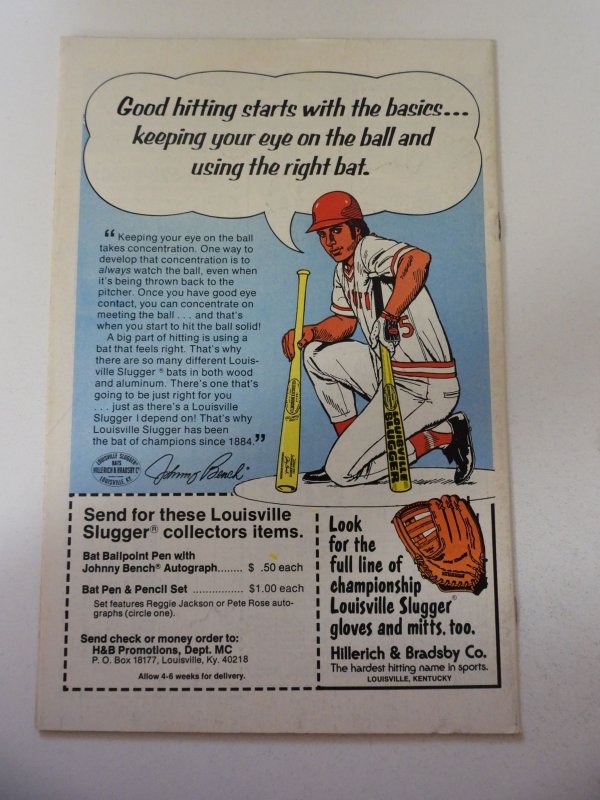 Good hitting starts with the basics...
keeping your eye on the ball and
using the right bat.
“Keeping your eye on the ball
takes concentration. One way to
develop that concentration is to
always watch the ball, even when
it's being thrown back to the
pitcher. Once you have good eye
contact, you can concentrate on
meeting the ball . . . and that's
when you start to hit the ball solid!
A big part of hitting is using a
bat that feels right. That's why
there are so many different Louis-
ville Slugger® bats in both wood
and aluminum. There's one that's
going to be just right for you
. . . just as there's a Louisville
Slugger I depend on! That's why
Louisville Slugger has been
the bat of champions since 1884.”
LOUISVILLE SLUGGER
BATS
HILLERICH & BRADSBY Co
LOUISVILLE, KY.
Johnny Bench
5
LOUISVILLE
SLUGGER
Send for these Louisville
Slugger® collectors items.
Bat Ballpoint Pen with
Johnny Bench® Autograph........ $ .50 each
Bat Pen & Pencil Set ................ $1.00 each
Set features Reggie Jackson or Pete Rose auto-
graphs (circle one).
Send check or money order to:
H&B Promotions, Dept. MC
P. O. Box 18177, Louisville, Ky. 40218
Allow 4-6 weeks for delivery.
Look
for the
full line of
championship
Louisville Slugger®
gloves and mitts, too.
Hillerich & Bradsby Co.
The hardest hitting name in sports.
LOUISVILLE, KENTUCKY